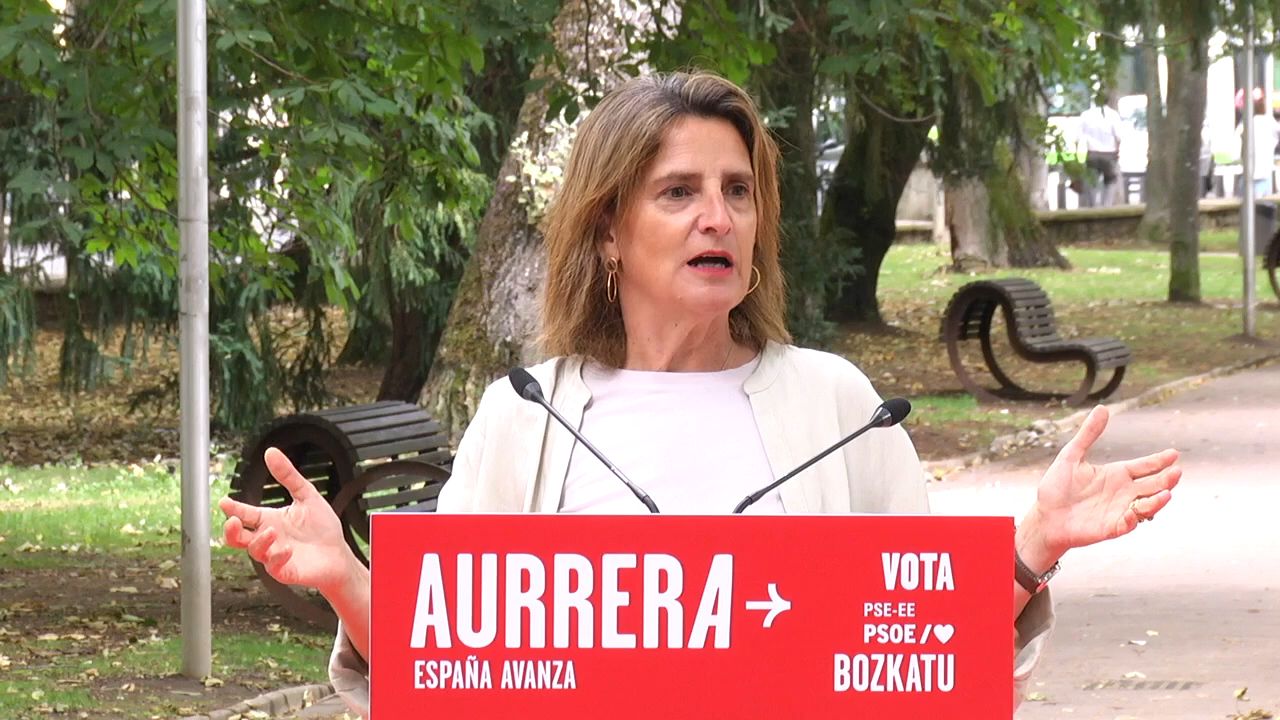 AURRERA
ESPAÑA AVANZA
VOTA
PSE-EE
PSOE/
BOZKATU